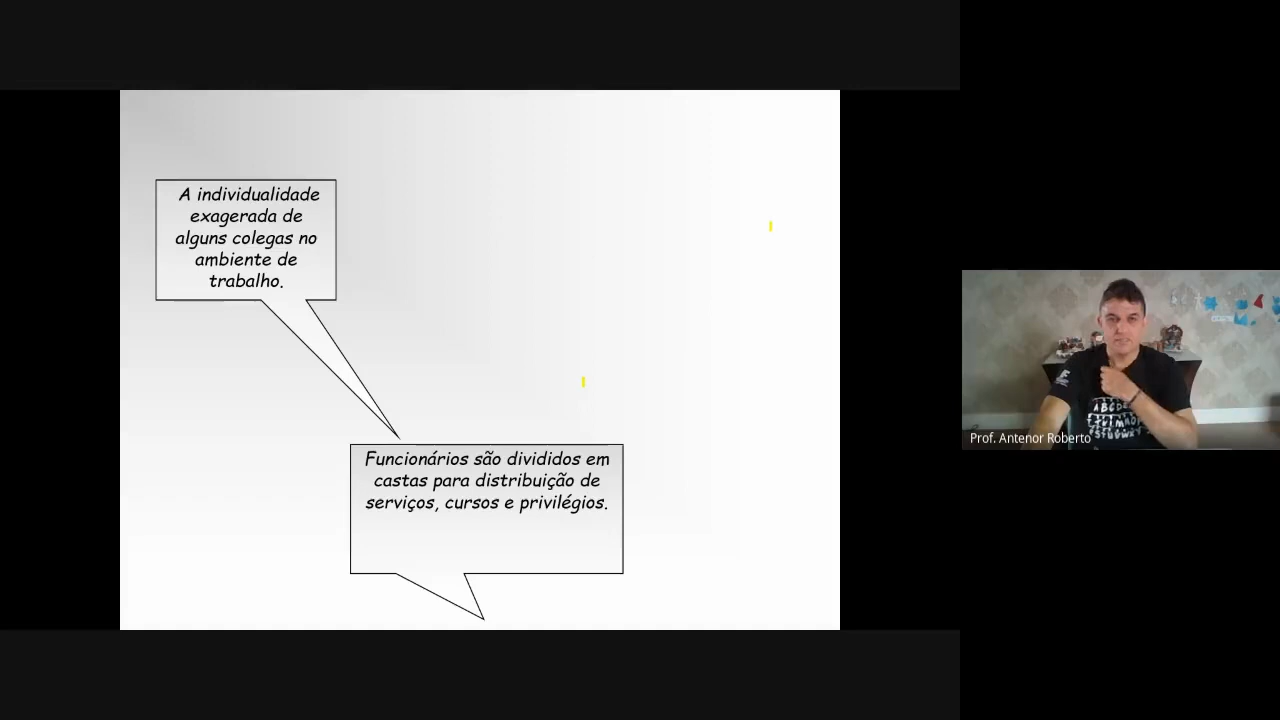 A individualidade
exagerada de
alguns colegas no
ambiente de
trabalho.
Funcionários são divididos em
castas para distribuição de
serviços, cursos e privilégios.
Prof. Antenor Roberto